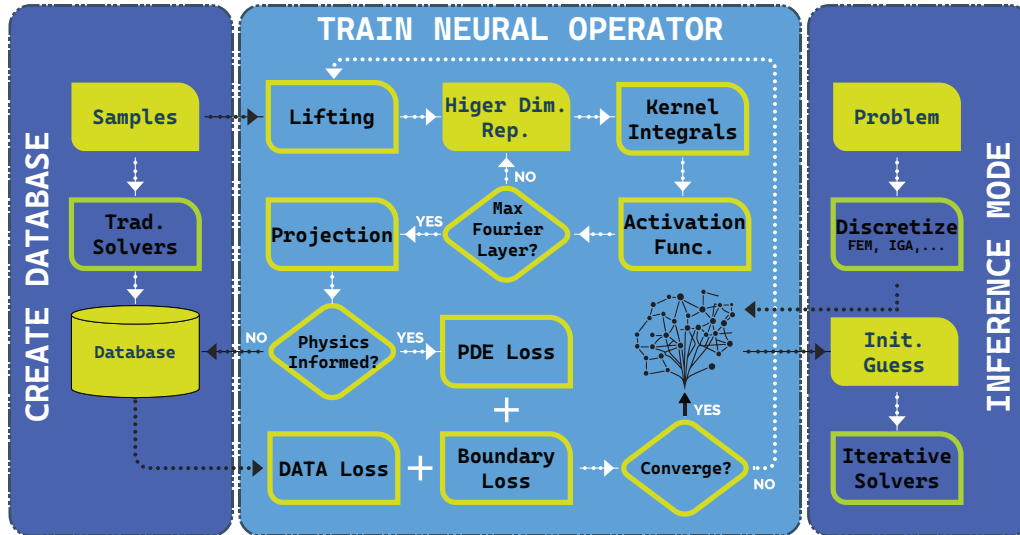 CREATE DATABASE
Samples
Trad.
Solvers
Database
TRAIN NEURAL OPERATOR
Lifting
Higer Dim.
Rep.
Kernel
Integrals
NO
Projection
YES
Max
Fourier
Layer?
Activation
Func.
NO
Physics
Informed?
YES
PDE Loss
+
YES
DATA Loss
+
Boundary
Loss
Converge?
NO
INFERENCE MODE
Problem
Discretize
FEM, IGA,...
Init.
Guess
Iterative
Solvers